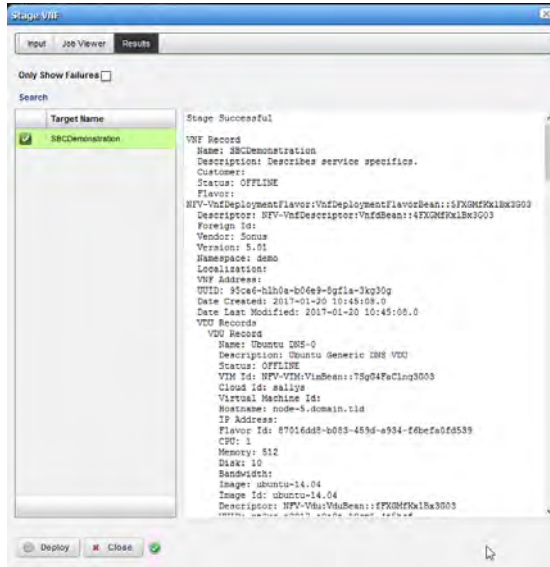 Stage VNF
Input Job Viewer Results
Only Show Failures
Search
Target Name
SBCDemonstration
Stage Successful
VNF Record
Name: SBCDemonstration
Description: Describes service specifics.
Customer:
Status: OFFLINE
Flavor:
NFV-VnfDeploymentFlavor:VnfDeploymentFlavorBean::5FXGMfKx1Bx3G03
Descriptor: NFV-VnfDescriptor:VnfdBean::4FXGMfKx1Bx3G03
Foreign Id:
Vendor: Sonus
Version: 5.01
Namespace: demo
Localization:
VNF Address:
UUID: 95ca6-h1h0a-b06e9-8gf1a-3kg30g
Date Created: 2017-01-20 10:45:08.0
Date Last Modified: 2017-01-20 10:45:08.0
VDU Records
VDU Record
Name: Ubuntu DNS-0
Description: Ubuntu Generic DNS VDU
Status: OFFLINE
VIM Id: NFV-VIM:VimBean::7SgG4FsClnq3G03
Cloud Id: sallys
Virtual Machine Id:
Hostname: node-5.domain.tld
IP Address:
Flavor Id: 87016dd8-b083-459d-a934-f6befa0fd539
CPU: 1
Memory: 512
Disk: 10
Bandwidth:
Image: ubuntu-14.04
Image Id: ubuntu-14.04
Descriptor: NFV-Vdu:VduBean::fFXGMfKx1Bx3G03
Deploy Close